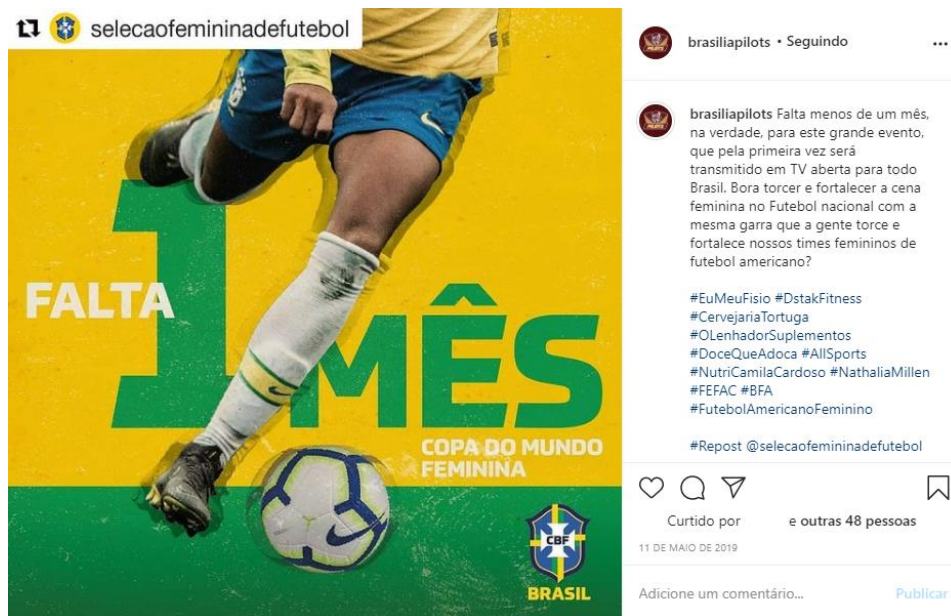 selecaofemininadefutebol
FALTA
1 MÊS
COPA DO MUNDO
FEMININA
CBF
BRASIL
brasiliapilots • Seguindo
brasiliapilots Falta menos de um mês,
na verdade, para este grande evento,
que pela primeira vez será
transmitido em TV aberta para todo
Brasil. Bora torcer e fortalecer a cena
feminina no Futebol nacional com a
mesma garra que a gente torce e
fortalece nossos times femininos de
futebol americano?
#EuMeuFisio #DstakFitness
#CervejariaTortuga
#OLenhadorSuplementos
#DoceQueAdoca #AllSports
#NutriCamilaCardoso #NathaliaMillen
#FEFAC #BFA
#FutebolAmericanoFeminino
#Repost @selecaofemininadefutebol
Curtido por e outras 48 pessoas
11 DE MAIO DE 2019
Adicione um comentário... Publicar